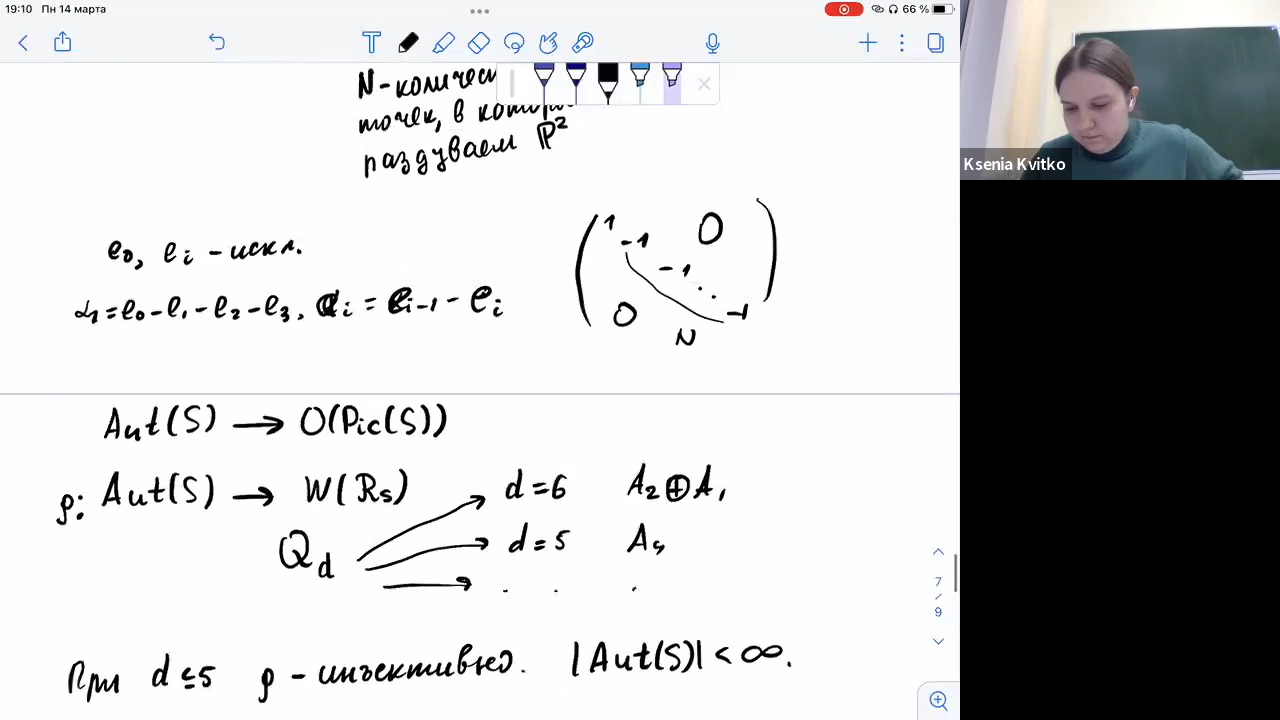 19:10 Пн 14 марта
66 %
N-количес
точек, в котор
раздуваем P²
Ksenia Kvitko
e₀, eᵢ - искл.
α₁ = e₀ - e₁ - e₂ - e₃, αᵢ = eᵢ₋₁ - eᵢ
1
-1 0
-1
0 -1
N
Aut(S) → O(Pic(S))
ρ: Aut(S) → W(Rₛ)
d = 6 A₂ ⊕ A₁
Q_d
d = 5 A₄
7
/
9
При d ≤ 5 ρ - инъективно. |Aut(S)| < ∞.